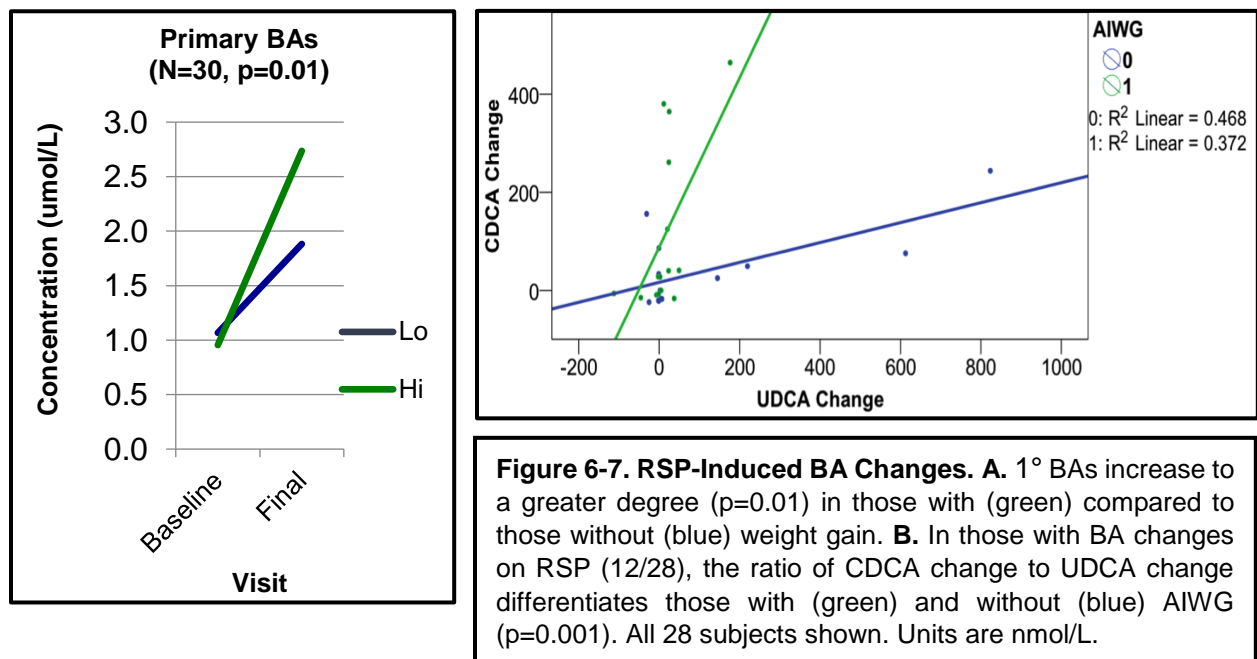 Primary BAs
(N=30, p=0.01)
Concentration (umol/L)
3.0
2.5
2.0
1.5
1.0
0.5
0.0
Baseline
Final
Visit
Lo
Hi
CDCA Change
400
200
0
-200
0
200
400
600
800
1000
UDCA Change
AIWG
0
1
0: R² Linear = 0.468
1: R² Linear = 0.372
Figure 6-7. RSP-Induced BA Changes. A. 1° BAs increase to
a greater degree (p=0.01) in those with (green) compared to
those without (blue) weight gain. B. In those with BA changes
on RSP (12/28), the ratio of CDCA change to UDCA change
differentiates those with (green) and without (blue) AIWG
(p=0.001). All 28 subjects shown. Units are nmol/L.